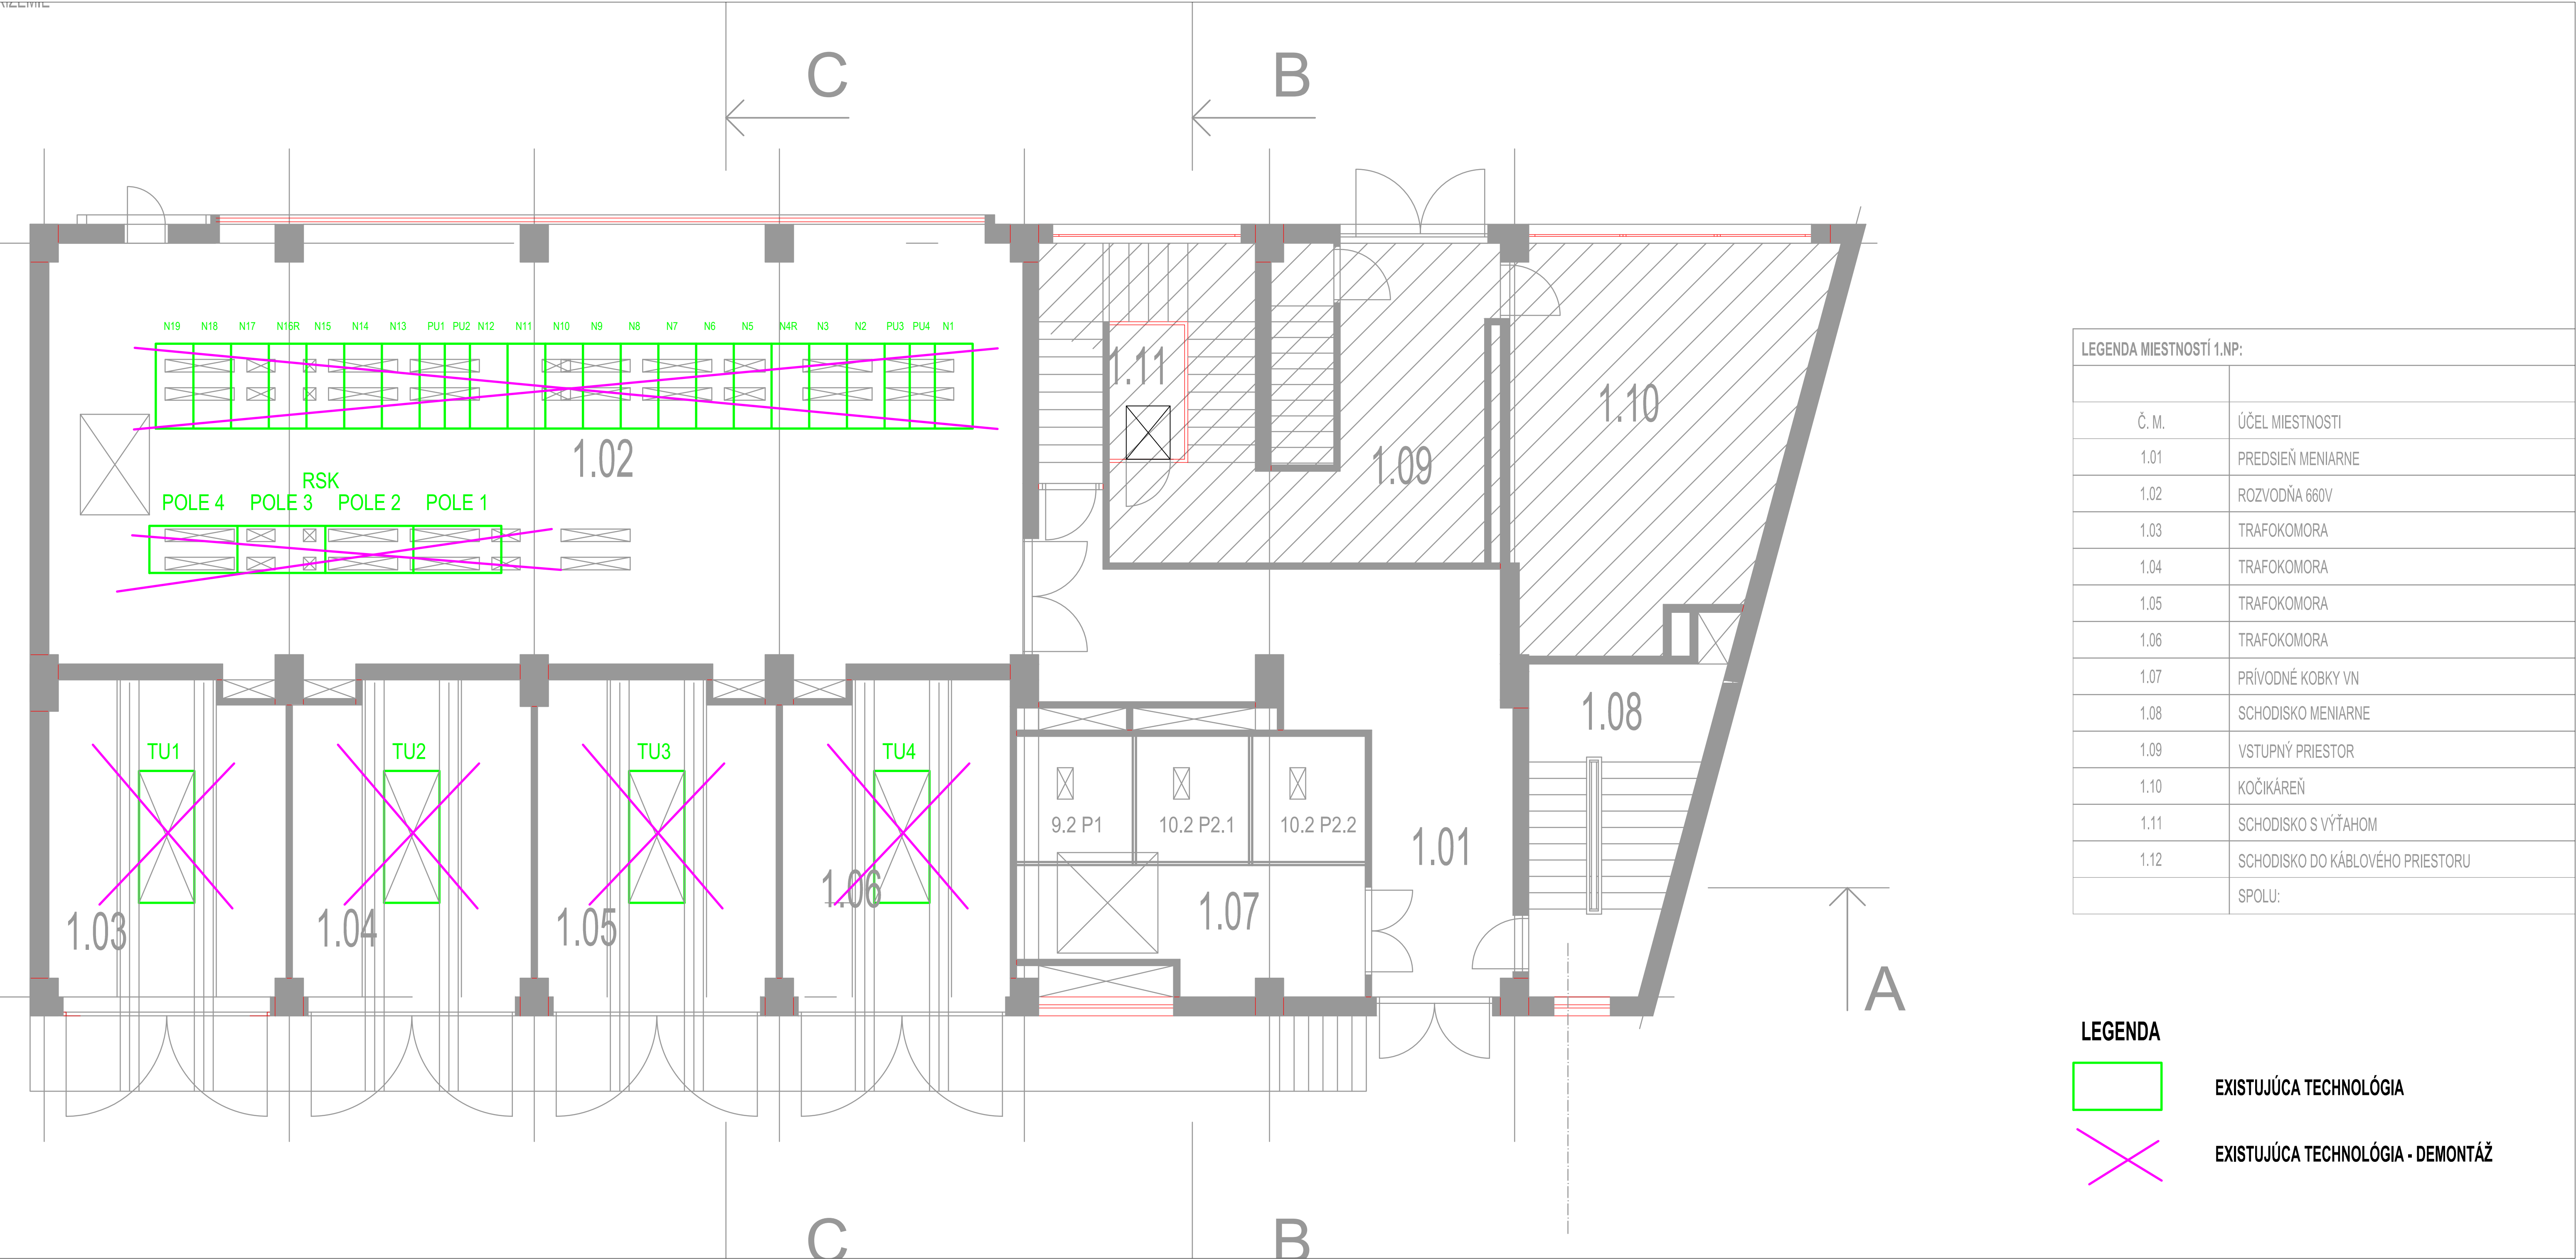 C
B
N19 N18 N17 N16R N15 N14 N13 PU1 PU2 N12 N11 N10 N9 N8 N7 N6 N5 N4R N3 N2 PU3 PU4 N1
1.11
1.10
1.02
1.09
RSK
POLE 4 POLE 3 POLE 2 POLE 1
1.08
TU1 TU2 TU3 TU4
9.2 P1 10.2 P2.1 10.2 P2.2
1.01
1.03 1.04 1.05 1.06 1.07
A
C
B
LEGENDA MIESTNOSTÍ 1.NP:
Č. M. ÚČEL MIESTNOSTI
1.01 PREDSIEŇ MENIARNE
1.02 ROZVODŇA 660V
1.03 TRAFOKOMORA
1.04 TRAFOKOMORA
1.05 TRAFOKOMORA
1.06 TRAFOKOMORA
1.07 PRÍVODNÉ KOBKY VN
1.08 SCHODISKO MENIARNE
1.09 VSTUPNÝ PRIESTOR
1.10 KOČIKÁREŇ
1.11 SCHODISKO S VÝŤAHOM
1.12 SCHODISKO DO KÁBLOVÉHO PRIESTORU
SPOLU:
LEGENDA
EXISTUJÚCA TECHNOLÓGIA
EXISTUJÚCA TECHNOLÓGIA - DEMONTÁŽ